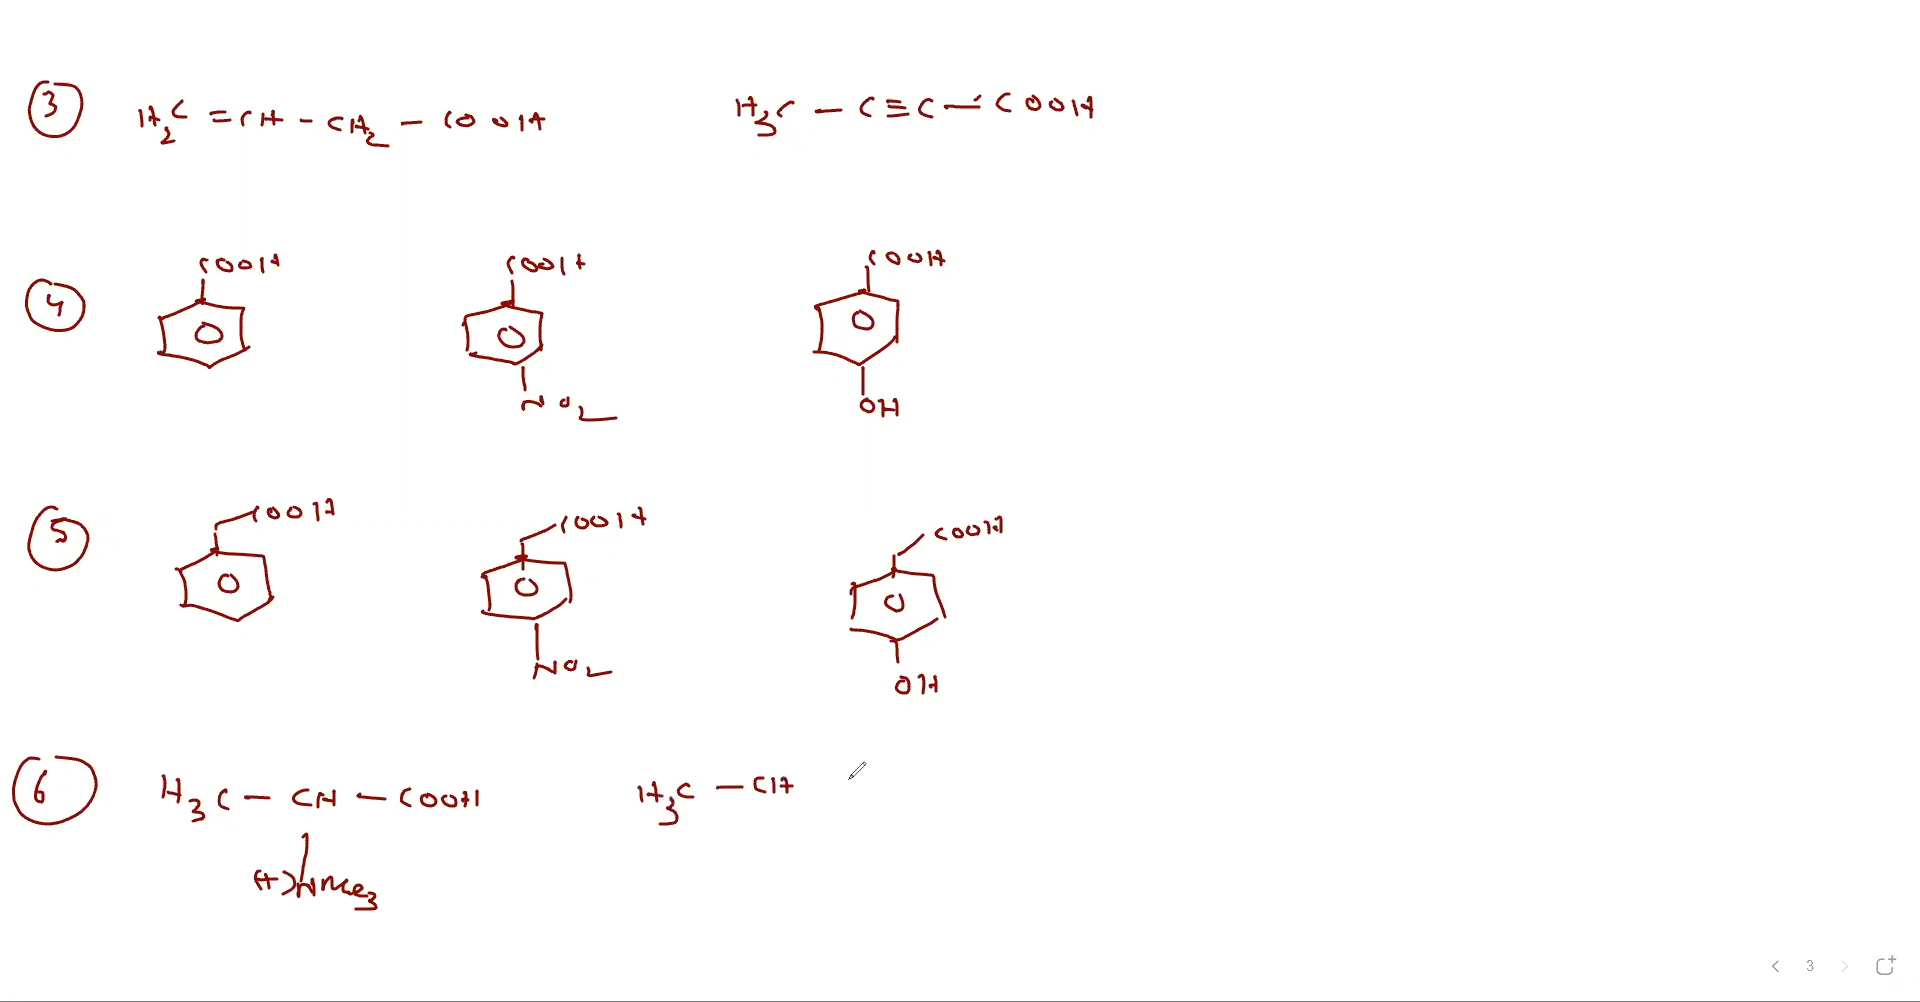 3 H2C = CH - CH2 - COOH H3C - C ≡ C - COOH
4 COOH COOH COOH
NO2 OH
5 COOH COOH COOH
NO2 OH
6 H3C - CH - COOH H3C - CH
(+)NMe3
3